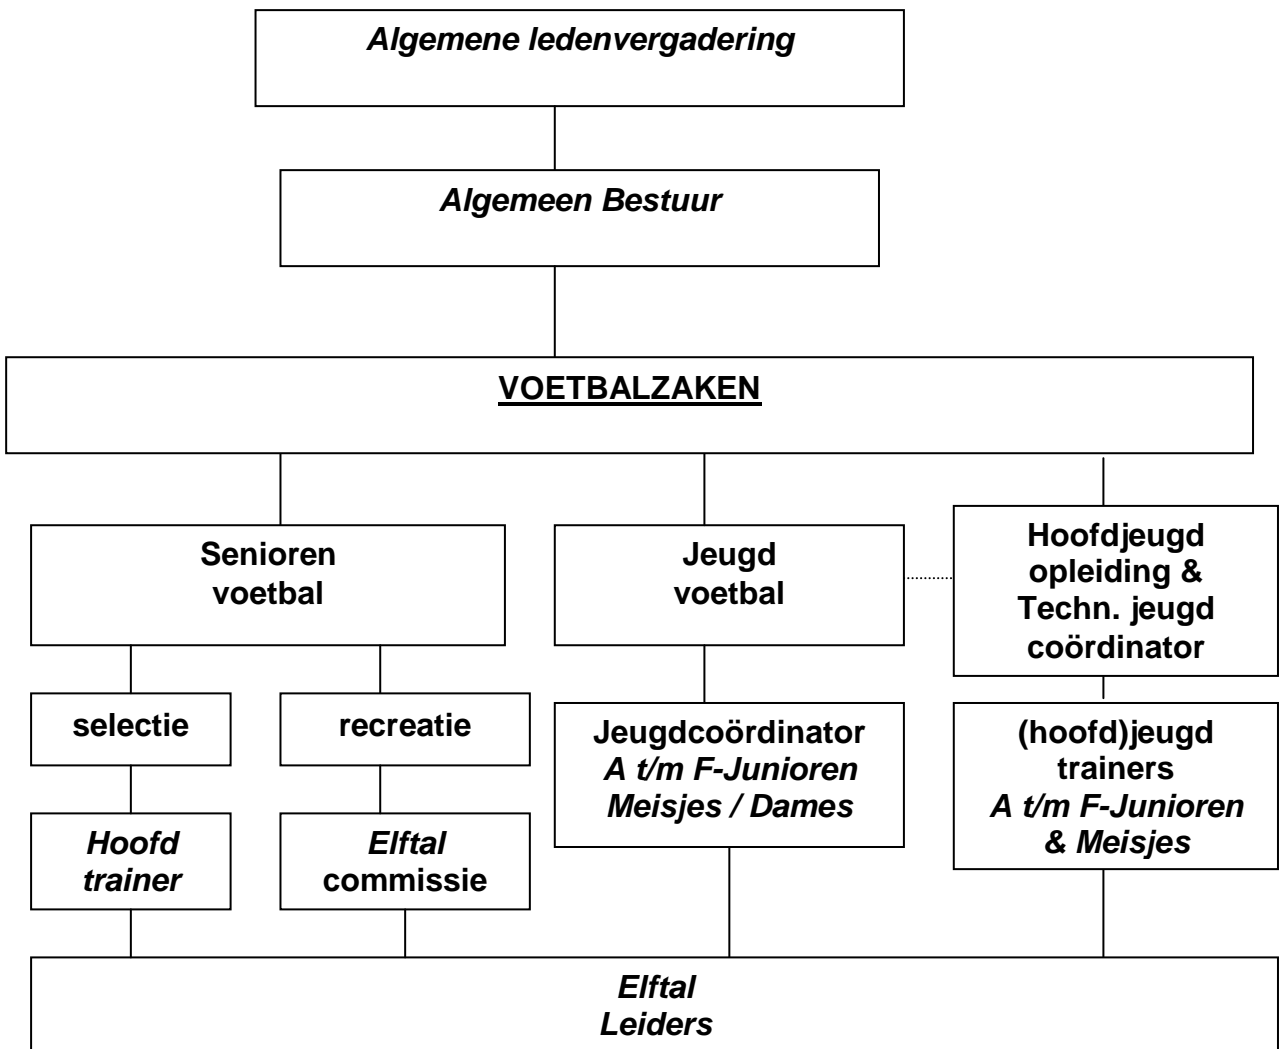 Algemene ledenvergadering
Algemeen Bestuur
VOETBALZAKEN
Senioren
voetbal
Jeugd
voetbal
Hoofdjeugd
opleiding &
Techn. jeugd
coördinator
selectie
recreatie
Jeugdcoördinator
A t/m F-Junioren
Meisjes / Dames
(hoofd)jeugd
trainers
A t/m F-Junioren
& Meisjes
Hoofd
trainer
Elftal
commissie
Elftal
Leiders